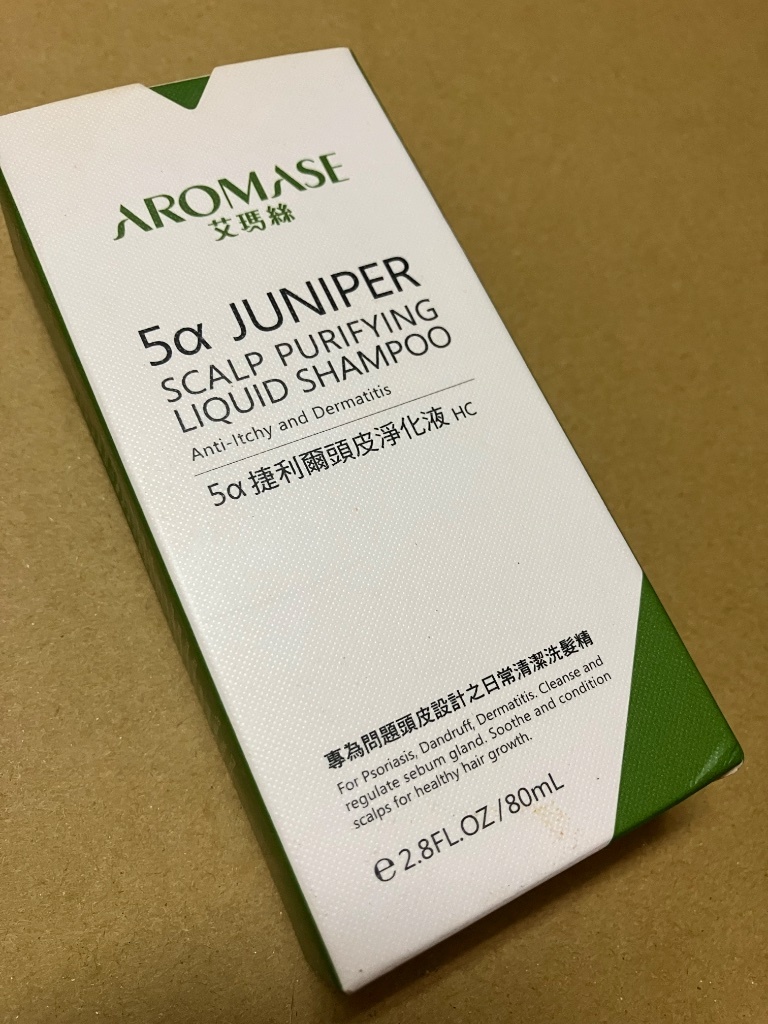 AROMASE
艾瑪絲
5α JUNIPER
SCALP PURIFYING
LIQUID SHAMPOO
Anti-Itchy and Dermatitis
5α捷利爾頭皮淨化液 HC
專為問題頭皮設計之日常清潔洗髮精
For Psoriasis, Dandruff, Dermatitis. Cleanse and
regulate sebum gland. Soothe and condition
scalps for healthy hair growth.
℮ 2.8FL.OZ/80mL